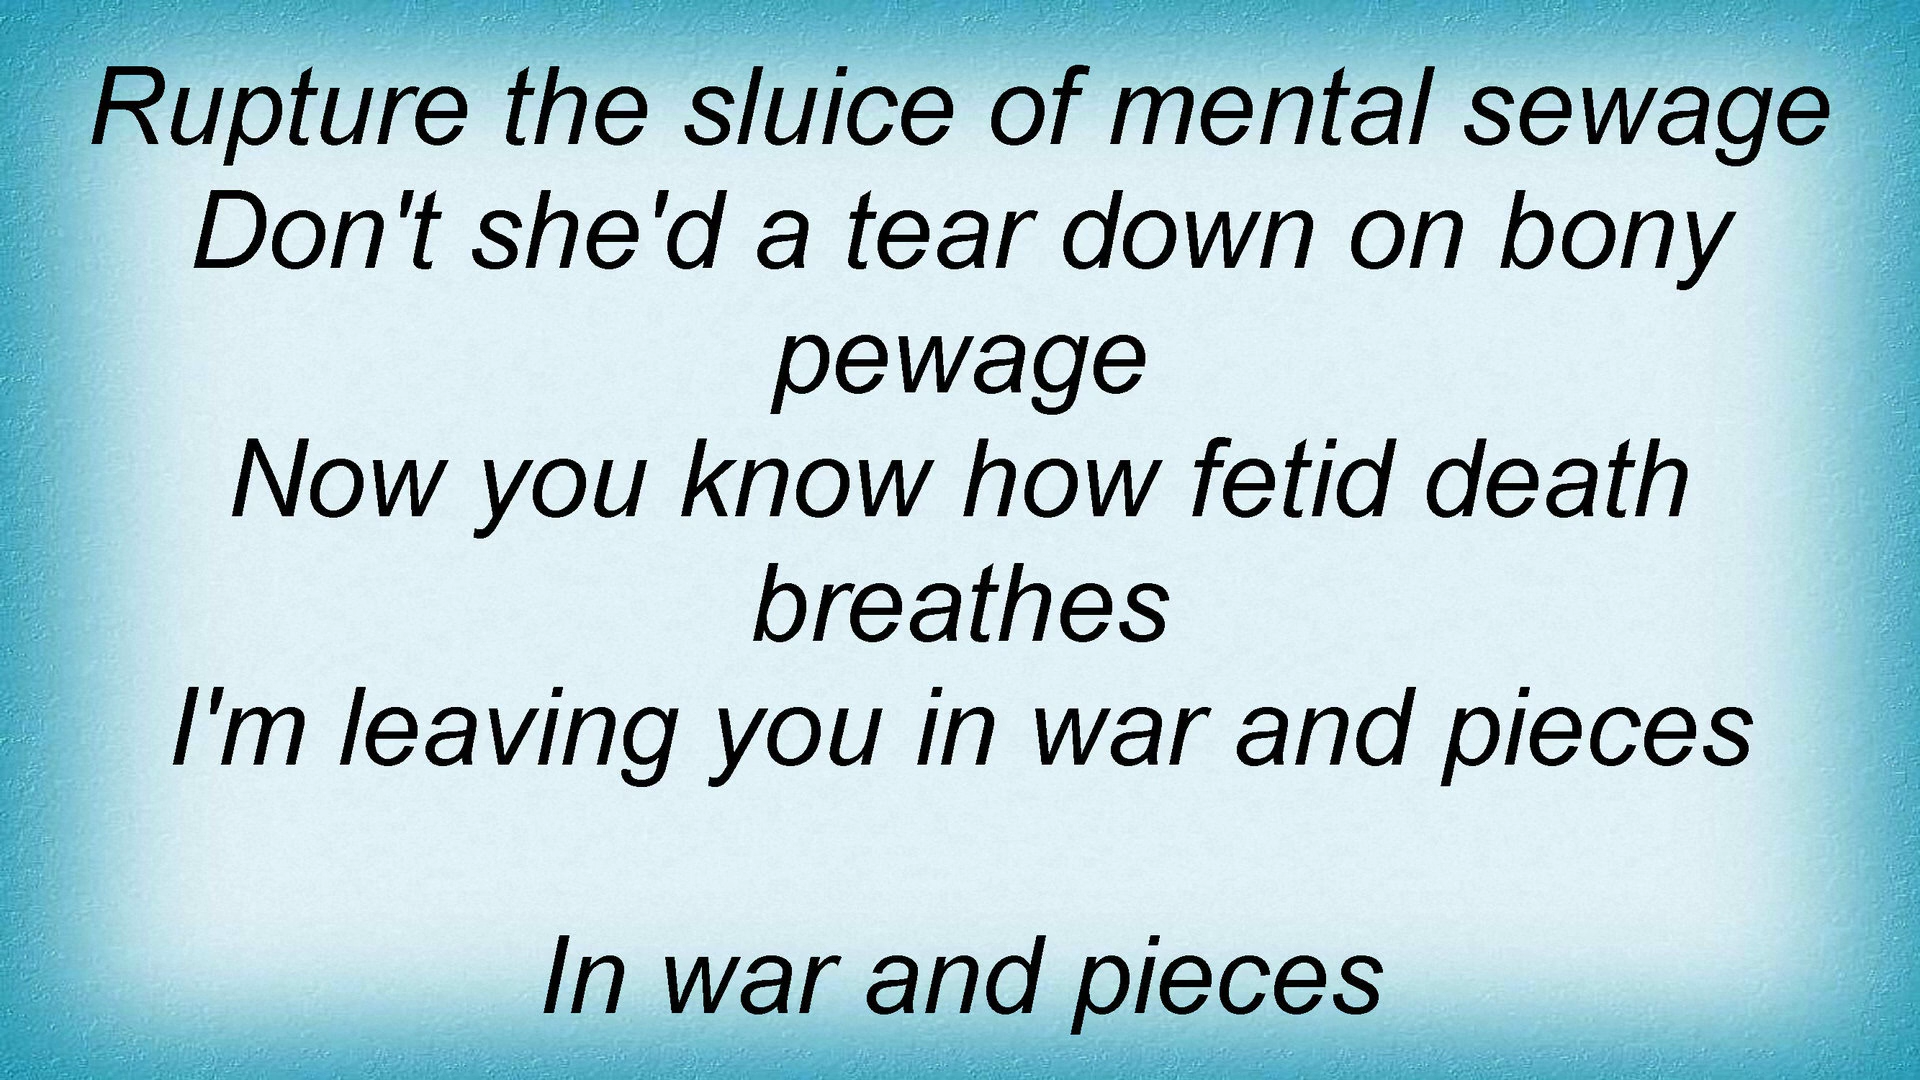 Rupture the sluice of mental sewage
Don't she'd a tear down on bony
pewage
Now you know how fetid death
breathes
I'm leaving you in war and pieces
In war and pieces